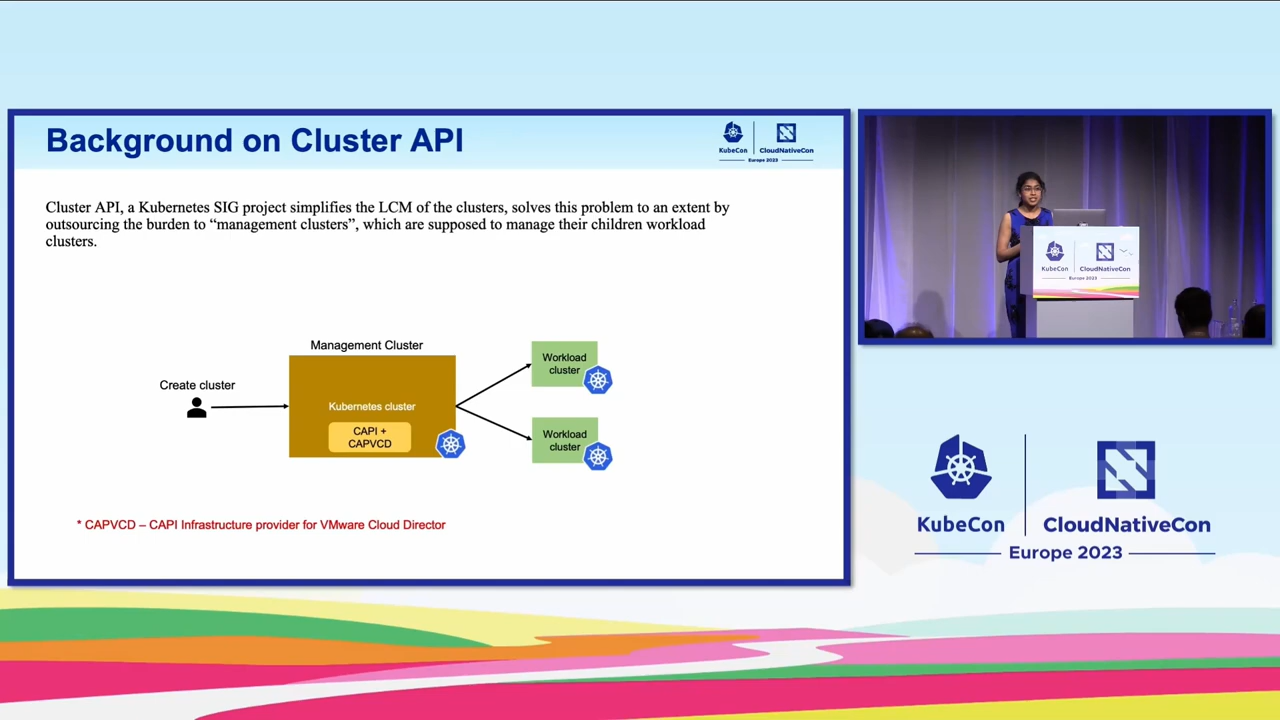 Background on Cluster API
KubeCon
CloudNativeCon
Europe 2023
Cluster API, a Kubernetes SIG project simplifies the LCM of the clusters, solves this problem to an extent by
outsourcing the burden to “management clusters”, which are supposed to manage their children workload
clusters.
Management Cluster
Create cluster
Kubernetes cluster
CAPI +
CAPVCD
Workload
cluster
Workload
cluster
* CAPVCD – CAPI Infrastructure provider for VMware Cloud Director
KubeCon
CloudNativeCon
Europe 2023
KubeCon
CloudNativeCon
Europe 2023